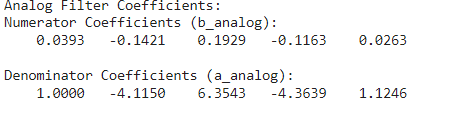 Analog Filter Coefficients:
Numerator Coefficients (b_analog):
0.0393 -0.1421 0.1929 -0.1163 0.0263
Denominator Coefficients (a_analog):
1.0000 -4.1150 6.3543 -4.3639 1.1246